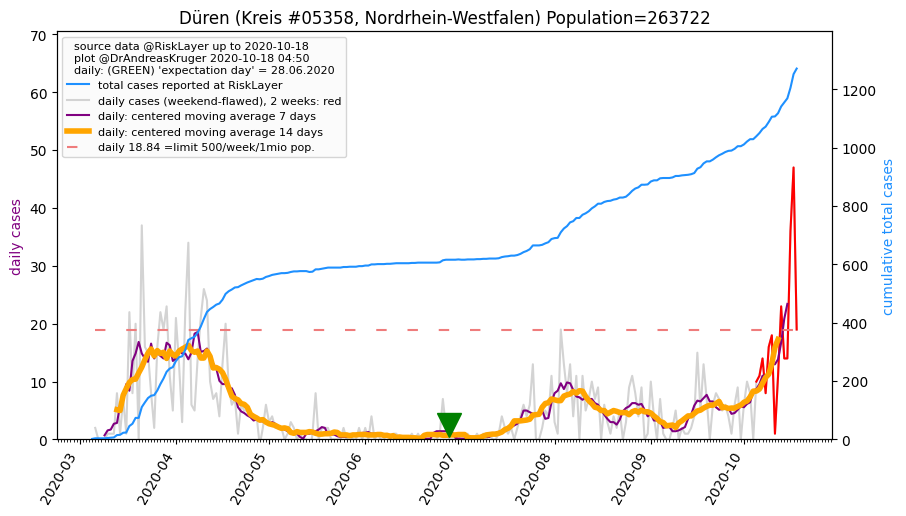 Düren (Kreis #05358, Nordrhein-Westfalen) Population=263722
source data @RiskLayer up to 2020-10-18
plot @DrAndreasKruger 2020-10-18 04:50
daily: (GREEN) 'expectation day' = 28.06.2020
total cases reported at RiskLayer
daily cases (weekend-flawed), 2 weeks: red
daily: centered moving average 7 days
daily: centered moving average 14 days
daily 18.84 =limit 500/week/1mio pop.
daily cases
70
60
50
40
30
20
10
0
cumulative total cases
1200
1000
800
600
400
200
0
2020-03
2020-04
2020-05
2020-06
2020-07
2020-08
2020-09
2020-10